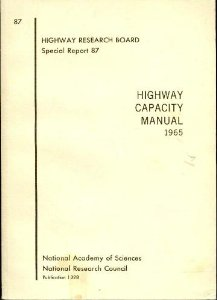 87
HIGHWAY RESEARCH BOARD
Special Report 87
HIGHWAY
CAPACITY
MANUAL
1965
National Academy of Sciences
National Research Council
Publication 1328